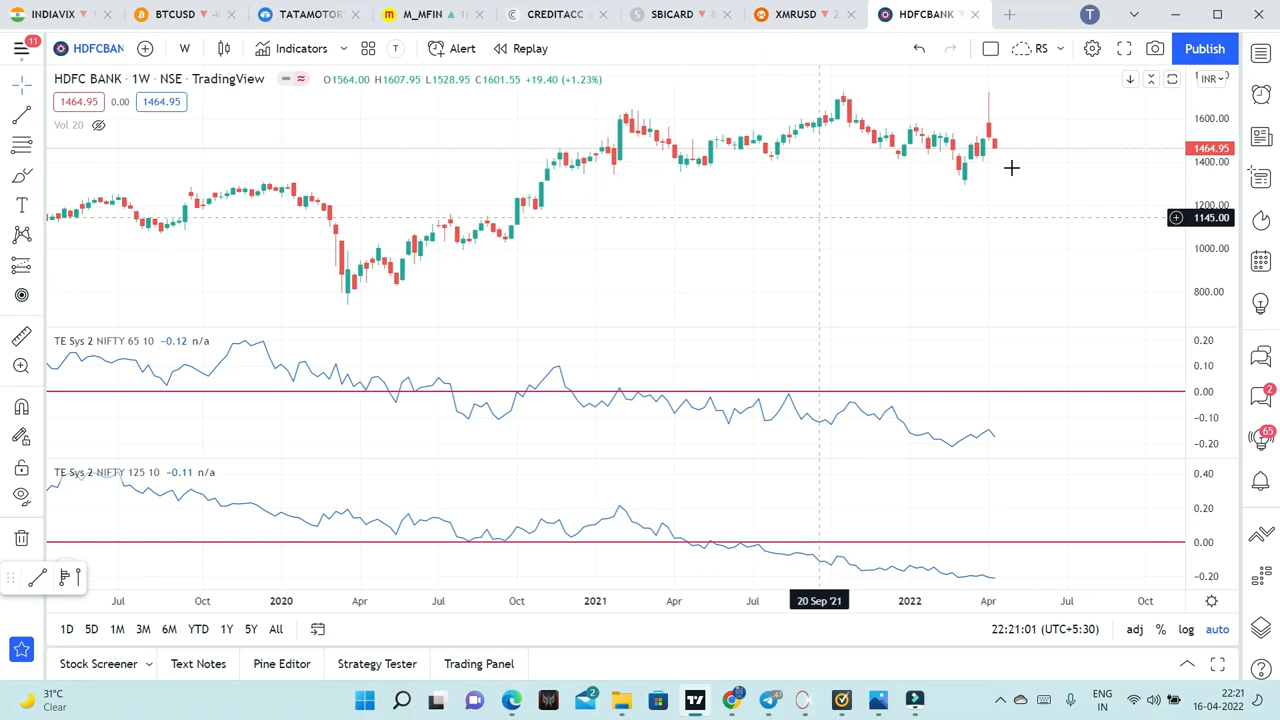 INDIAVIX
BTCUSD
TATAMOTOR
M_MFIN
CREDITACC
SBICARD
XMRUSD
HDFCBANK
T
11
HDFCBAN
W
Indicators
T
Alert
Replay
RS
Publish
HDFC BANK · 1W · NSE · TradingView
O1564.00 H1607.95 L1528.95 C1601.55 +19.40 (+1.23%)
INR
1464.95
0.00
1464.95
Vol 20
1600.00
1464.95
1400.00
1200.00
1145.00
1000.00
800.00
TE Sys 2 NIFTY 65 10 −0.12 n/a
0.20
0.10
0.00
−0.10
−0.20
TE Sys 2 NIFTY 125 10 −0.11 n/a
0.40
0.20
0.00
−0.20
2
65
Jul Oct 2020 Apr Jul Oct 2021 Apr Jul 20 Sep '21 2022 Apr Jul Oct
1D 5D 1M 3M 6M YTD 1Y 5Y All
22:21:01 (UTC+5:30)
adj % log auto
Stock Screener Text Notes Pine Editor Strategy Tester Trading Panel
31°C
Clear
2
ENG
IN
22:21
16-04-2022